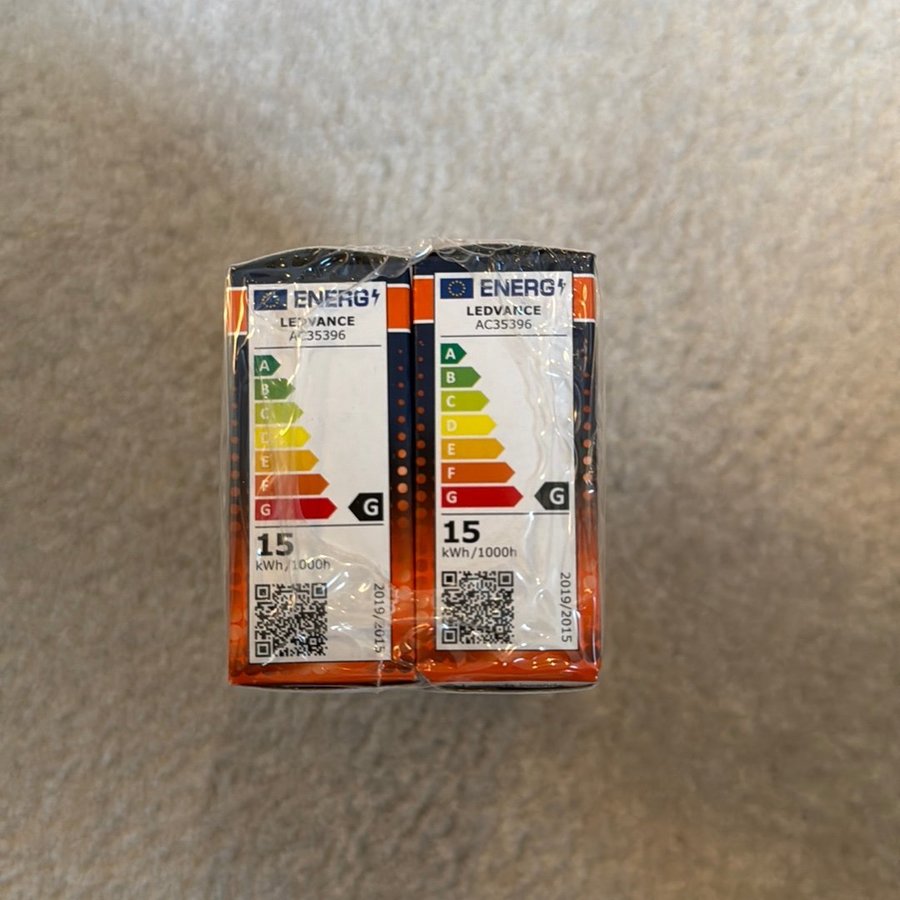 ENERG
LEDVANCE
AC35396
A
B
C
D
E
F
G
G
15
kWh/1000h
2019/2015
ENERG
LEDVANCE
AC35396
A
B
C
D
E
F
G
G
15
kWh/1000h
2019/2015